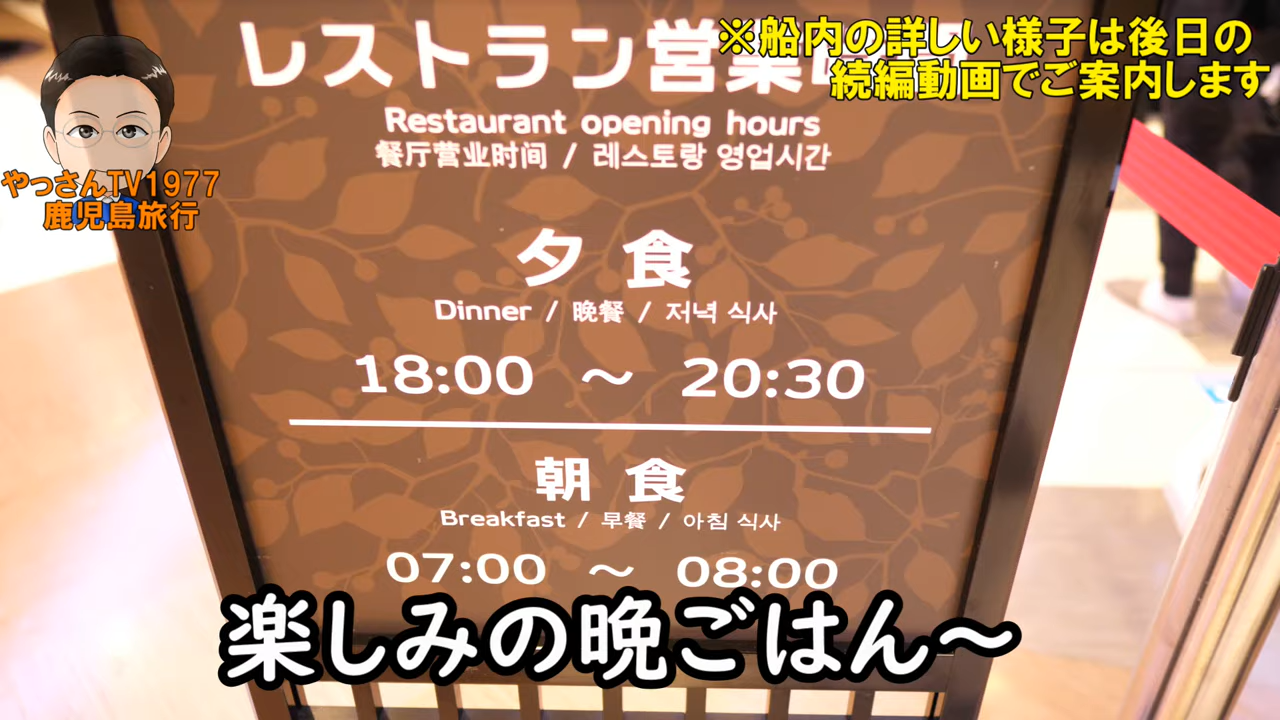 ※船内の詳しい様子は後日の
続編動画でご案内します
レストラン営業
Restaurant opening hours
餐厅营业时间 / 레스토랑 영업시간
やっさんTV1977
鹿児島旅行
夕食
Dinner / 晚餐 / 저녁 식사
18:00 ～ 20:30
朝食
Breakfast / 早餐 / 아침 식사
07:00 ～ 08:00
楽しみの晩ごはん～